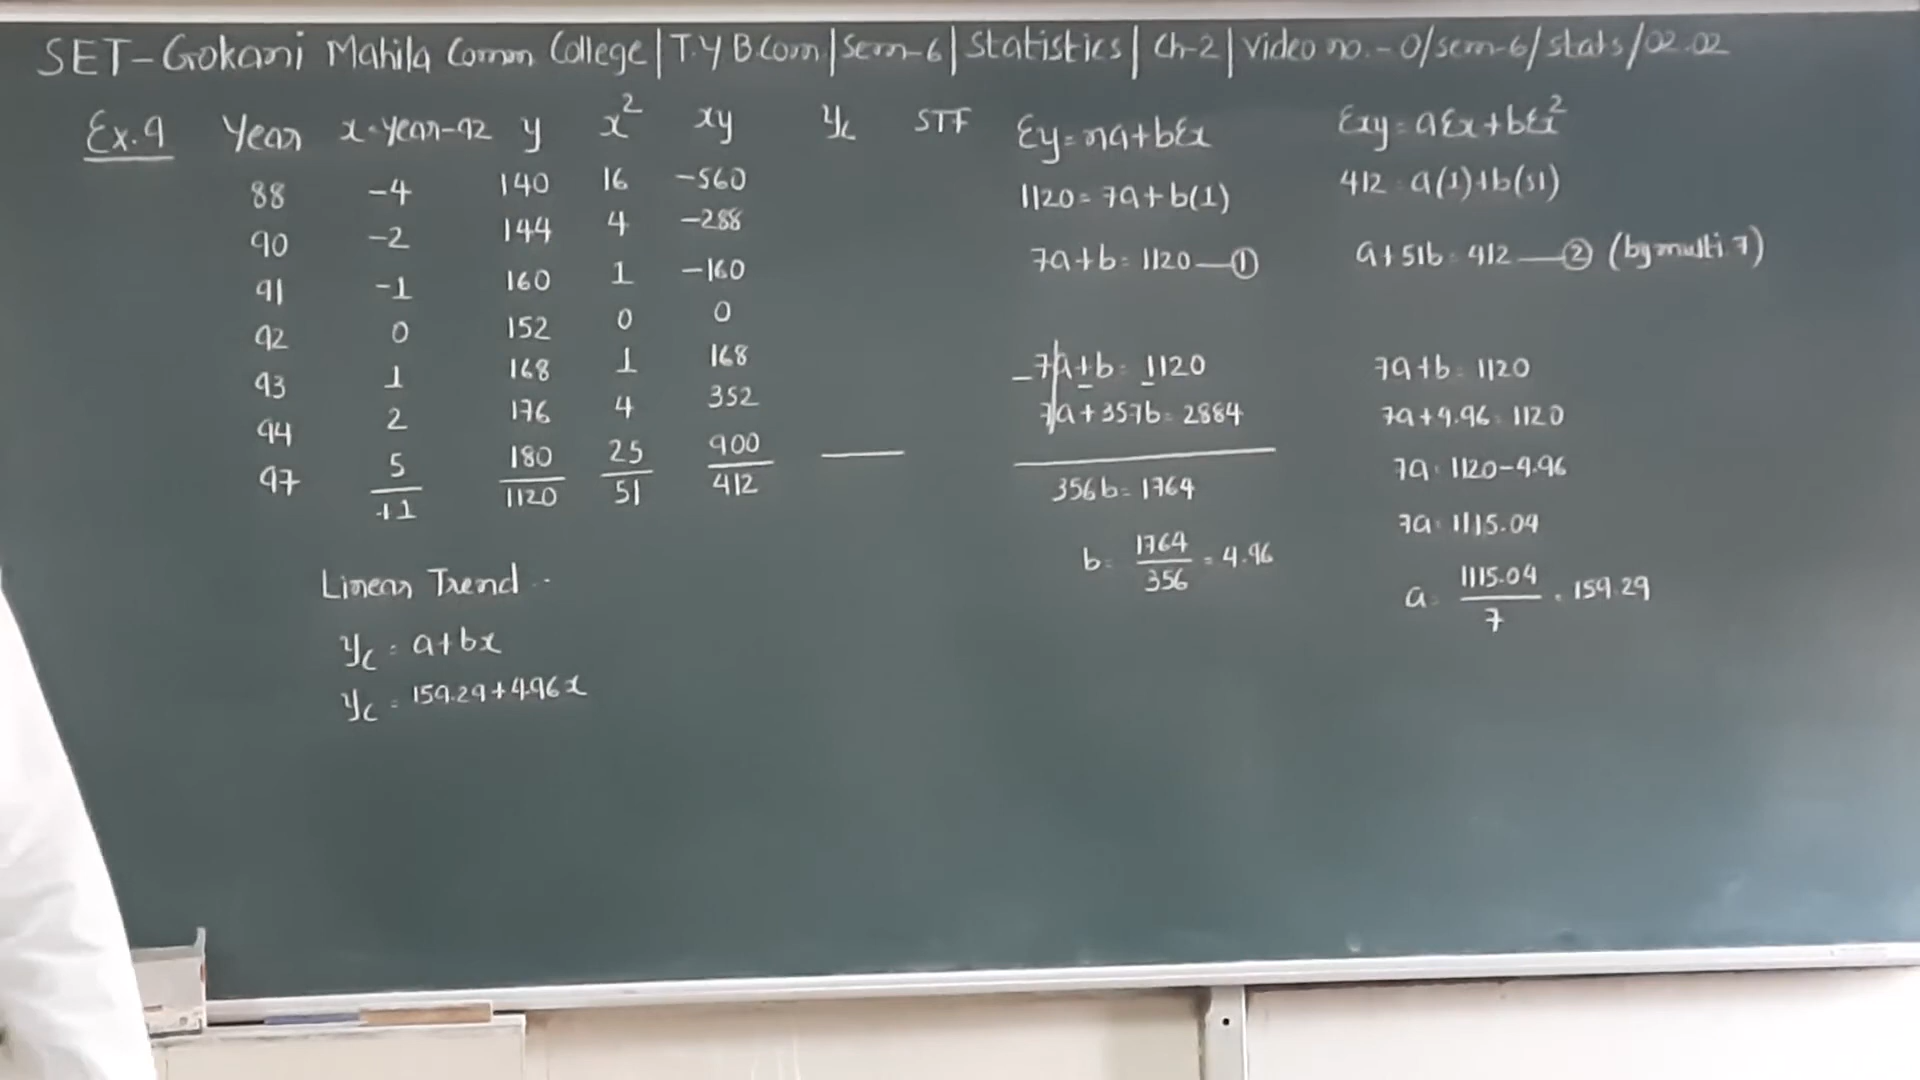 SET-Gokani Mahila Comm College | T.Y B Com | Sem-6 | Statistics | Ch-2 | Video no.- 0/sem-6/stats/02.02
Ex.9 Year x=Year-92 y x² xy yc STF
88 -4 140 16 -560
90 -2 144 4 -288
91 -1 160 1 -160
92 0 152 0 0
93 1 168 1 168
94 2 176 4 352
97 5 180 25 900
+1 1120 51 412
Linear Trend :-
yc = a+bx
yc = 159.29+4.96x
Σy=na+bΣx
1120=7a+b(1)
7a+b=1120—①
7a+b=1120
7a+357b=2884
356b=1764
b= 1764/356 =4.96
Σxy=aΣx+bΣx²
412=a(1)+b(51)
a+51b=412—② (by multi. 7)
7a+b=1120
7a+4.96=1120
7a=1120-4.96
7a=1115.04
a= 1115.04/7 =159.29